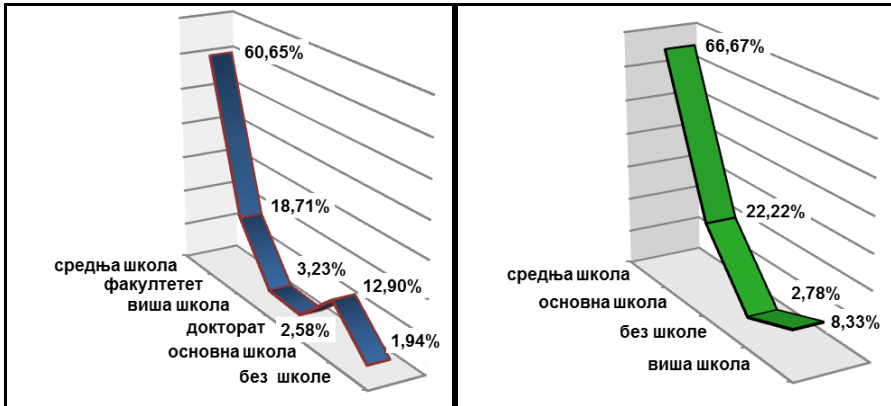 60,65%
18,71%
3,23%
12,90%
2,58%
1,94%
средња школа
факултетет
виша школа
докторат
основна школа
без школе
66,67%
22,22%
2,78%
8,33%
средња школа
основна школа
без школе
виша школа